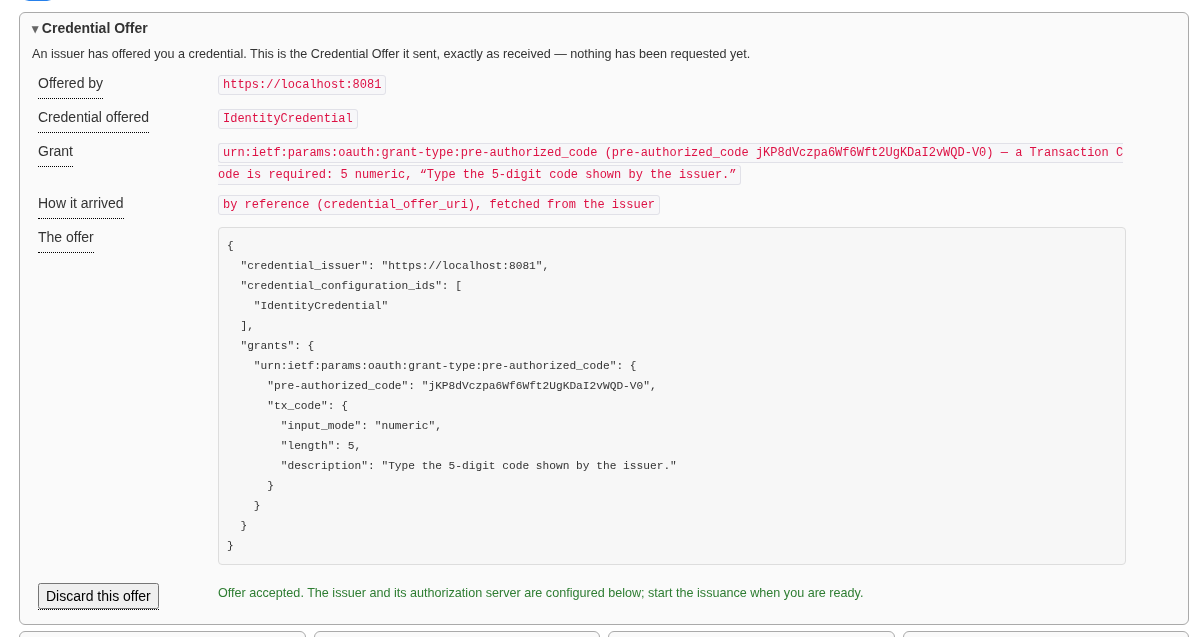 ▾ Credential Offer
An issuer has offered you a credential. This is the Credential Offer it sent, exactly as received — nothing has been requested yet.
Offered by
https://localhost:8081
Credential offered
IdentityCredential
Grant
urn:ietf:params:oauth:grant-type:pre-authorized_code (pre-authorized_code jKP8dVczpa6Wf6Wft2UgKDaI2vWQD-V0) — a Transaction C
ode is required: 5 numeric, “Type the 5-digit code shown by the issuer.”
How it arrived
by reference (credential_offer_uri), fetched from the issuer
The offer
{
  "credential_issuer": "https://localhost:8081",
  "credential_configuration_ids": [
    "IdentityCredential"
  ],
  "grants": {
    "urn:ietf:params:oauth:grant-type:pre-authorized_code": {
      "pre-authorized_code": "jKP8dVczpa6Wf6Wft2UgKDaI2vWQD-V0",
      "tx_code": {
        "input_mode": "numeric",
        "length": 5,
        "description": "Type the 5-digit code shown by the issuer."
      }
    }
  }
}
Discard this offer
Offer accepted. The issuer and its authorization server are configured below; start the issuance when you are ready.